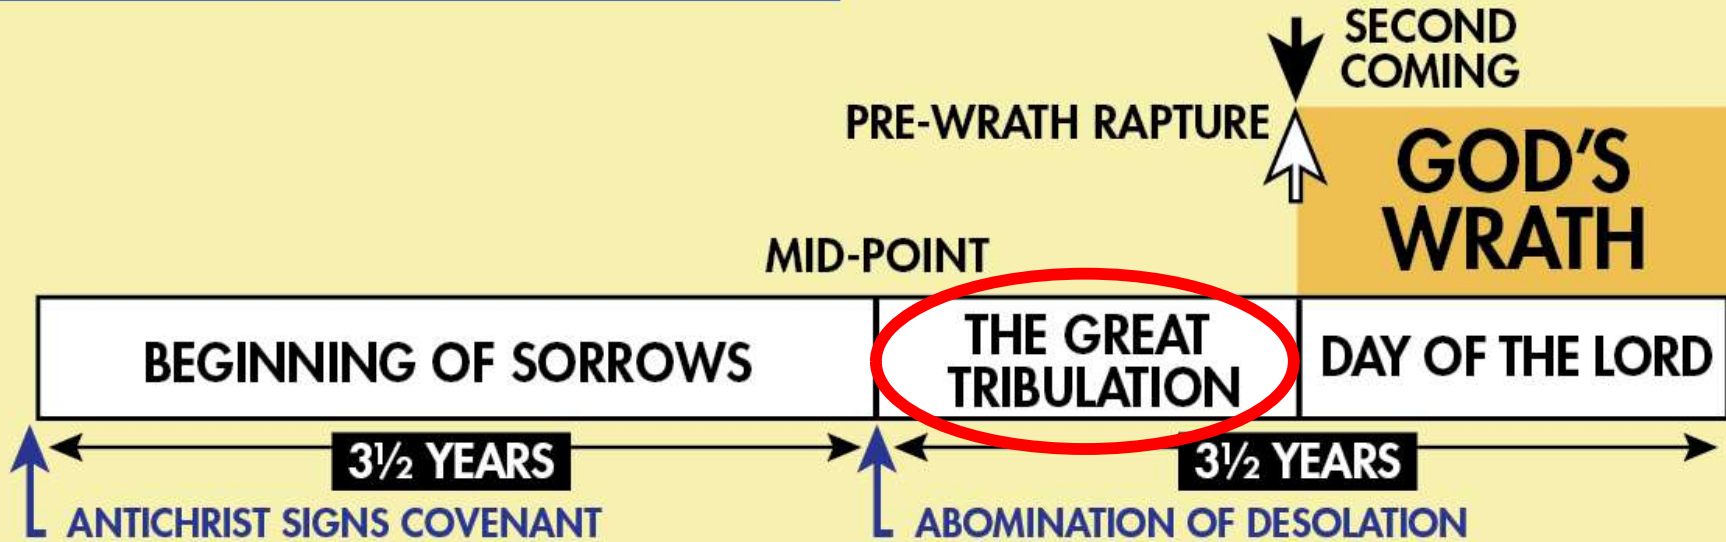 SECOND
COMING
PRE-WRATH RAPTURE
GOD'S
WRATH
MID-POINT
BEGINNING OF SORROWS
THE GREAT
TRIBULATION
DAY OF THE LORD
3½ YEARS
3½ YEARS
ANTICHRIST SIGNS COVENANT
ABOMINATION OF DESOLATION